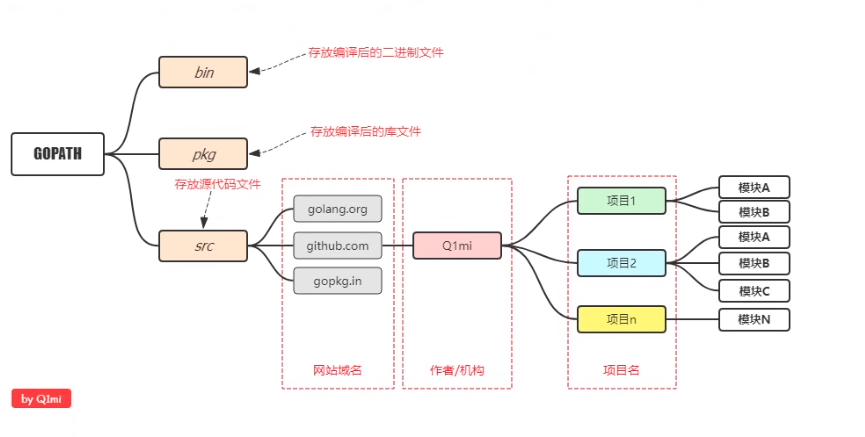 存放编译后的二进制文件
bin
存放编译后的库文件
GOPATH
pkg
存放源代码文件
src
golang.org
github.com
gopkg.in
网站域名
Q1mi
作者/机构
项目1
项目2
项目n
项目名
模块A
模块B
模块A
模块B
模块C
模块N
by Q1mi